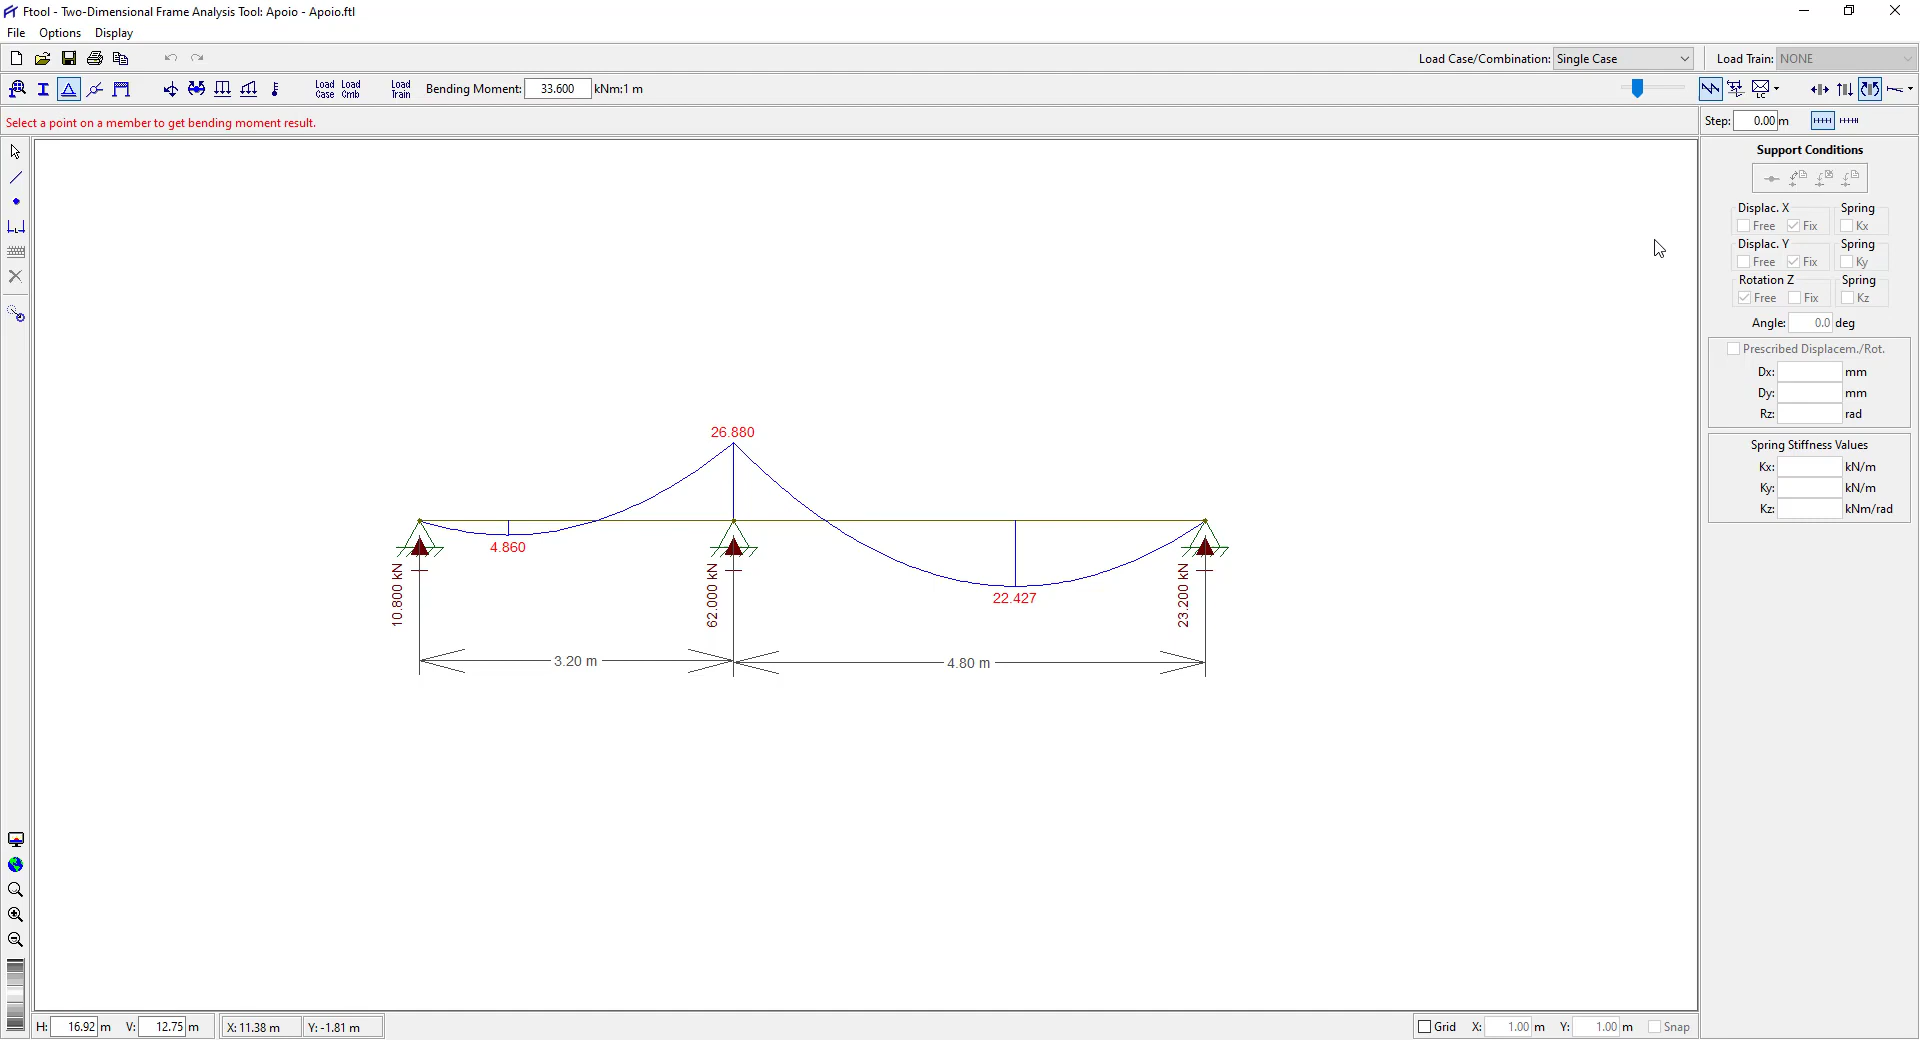 Ftool - Two-Dimensional Frame Analysis Tool: Apoio - Apoio.ftl
File Options Display
Load Case/Combination: Single Case Load Train: NONE
Load Case Load Cmb Load Train Bending Moment: 33.600 kNm:1 m LC
Select a point on a member to get bending moment result.
Step: 0.00 m
Support Conditions
Displac. X Spring
Free Fix Kx
Displac. Y Spring
Free Fix Ky
Rotation Z Spring
Free Fix Kz
Angle: 0.0 deg
Prescribed Displacem./Rot.
Dx: mm
Dy: mm
Rz: rad
Spring Stiffness Values
Kx: kN/m
Ky: kN/m
Kz: kNm/rad
26.880
4.860
22.427
10.800 kN
62.000 kN
23.200 kN
3.20 m
4.80 m
H: 16.92 m V: 12.75 m X: 11.38 m Y: -1.81 m
Grid X: 1.00 m Y: 1.00 m Snap